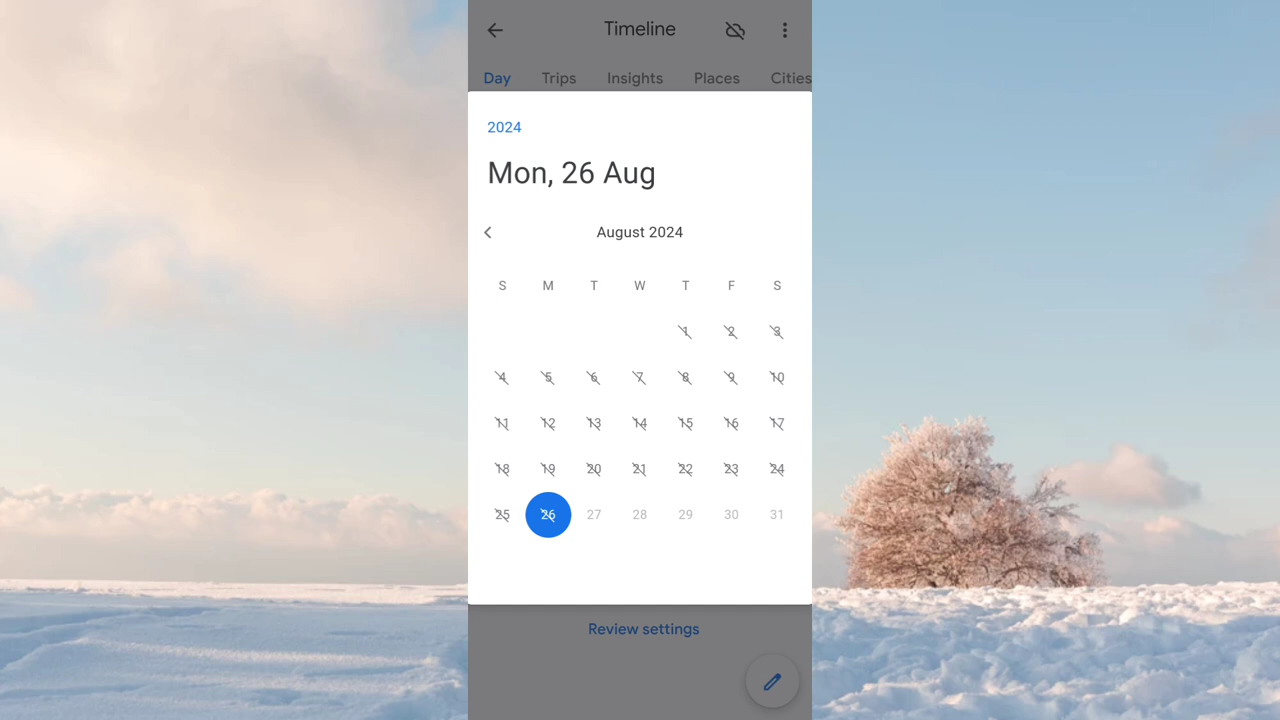 Timeline
Day Trips Insights Places Cities
2024
Mon, 26 Aug
August 2024
S M T W T F S
1 2 3
4 5 6 7 8 9 10
11 12 13 14 15 16 17
18 19 20 21 22 23 24
25 26 27 28 29 30 31
Review settings